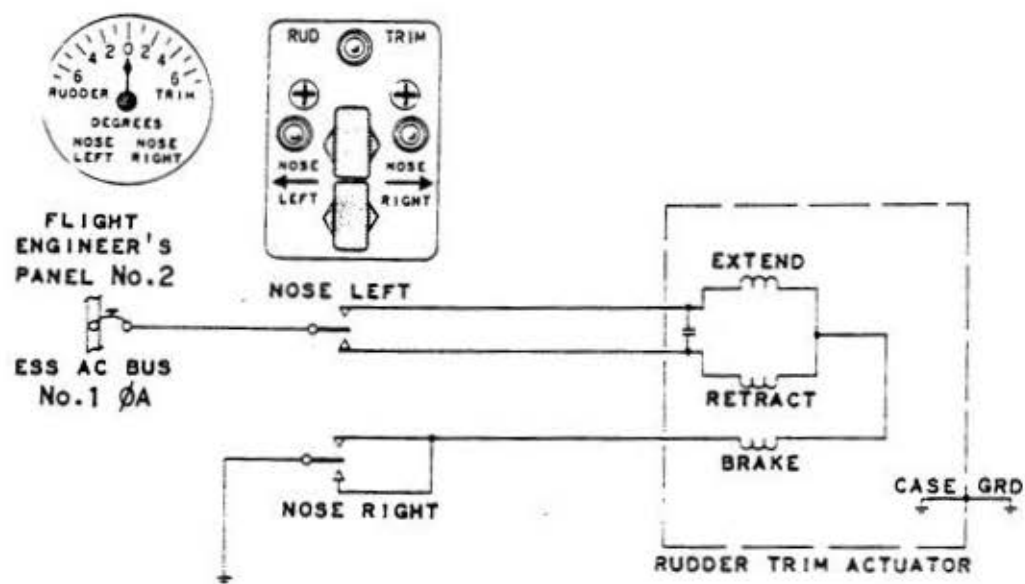 6 4 2 0 2 4 6
RUDDER TRIM
DEGREES
NOSE NOSE
LEFT RIGHT
RUD TRIM
NOSE NOSE
LEFT RIGHT
FLIGHT
ENGINEER'S
PANEL No.2
ESS AC BUS
No.1 ØA
NOSE LEFT
NOSE RIGHT
EXTEND
RETRACT
BRAKE
CASE GRD
RUDDER TRIM ACTUATOR